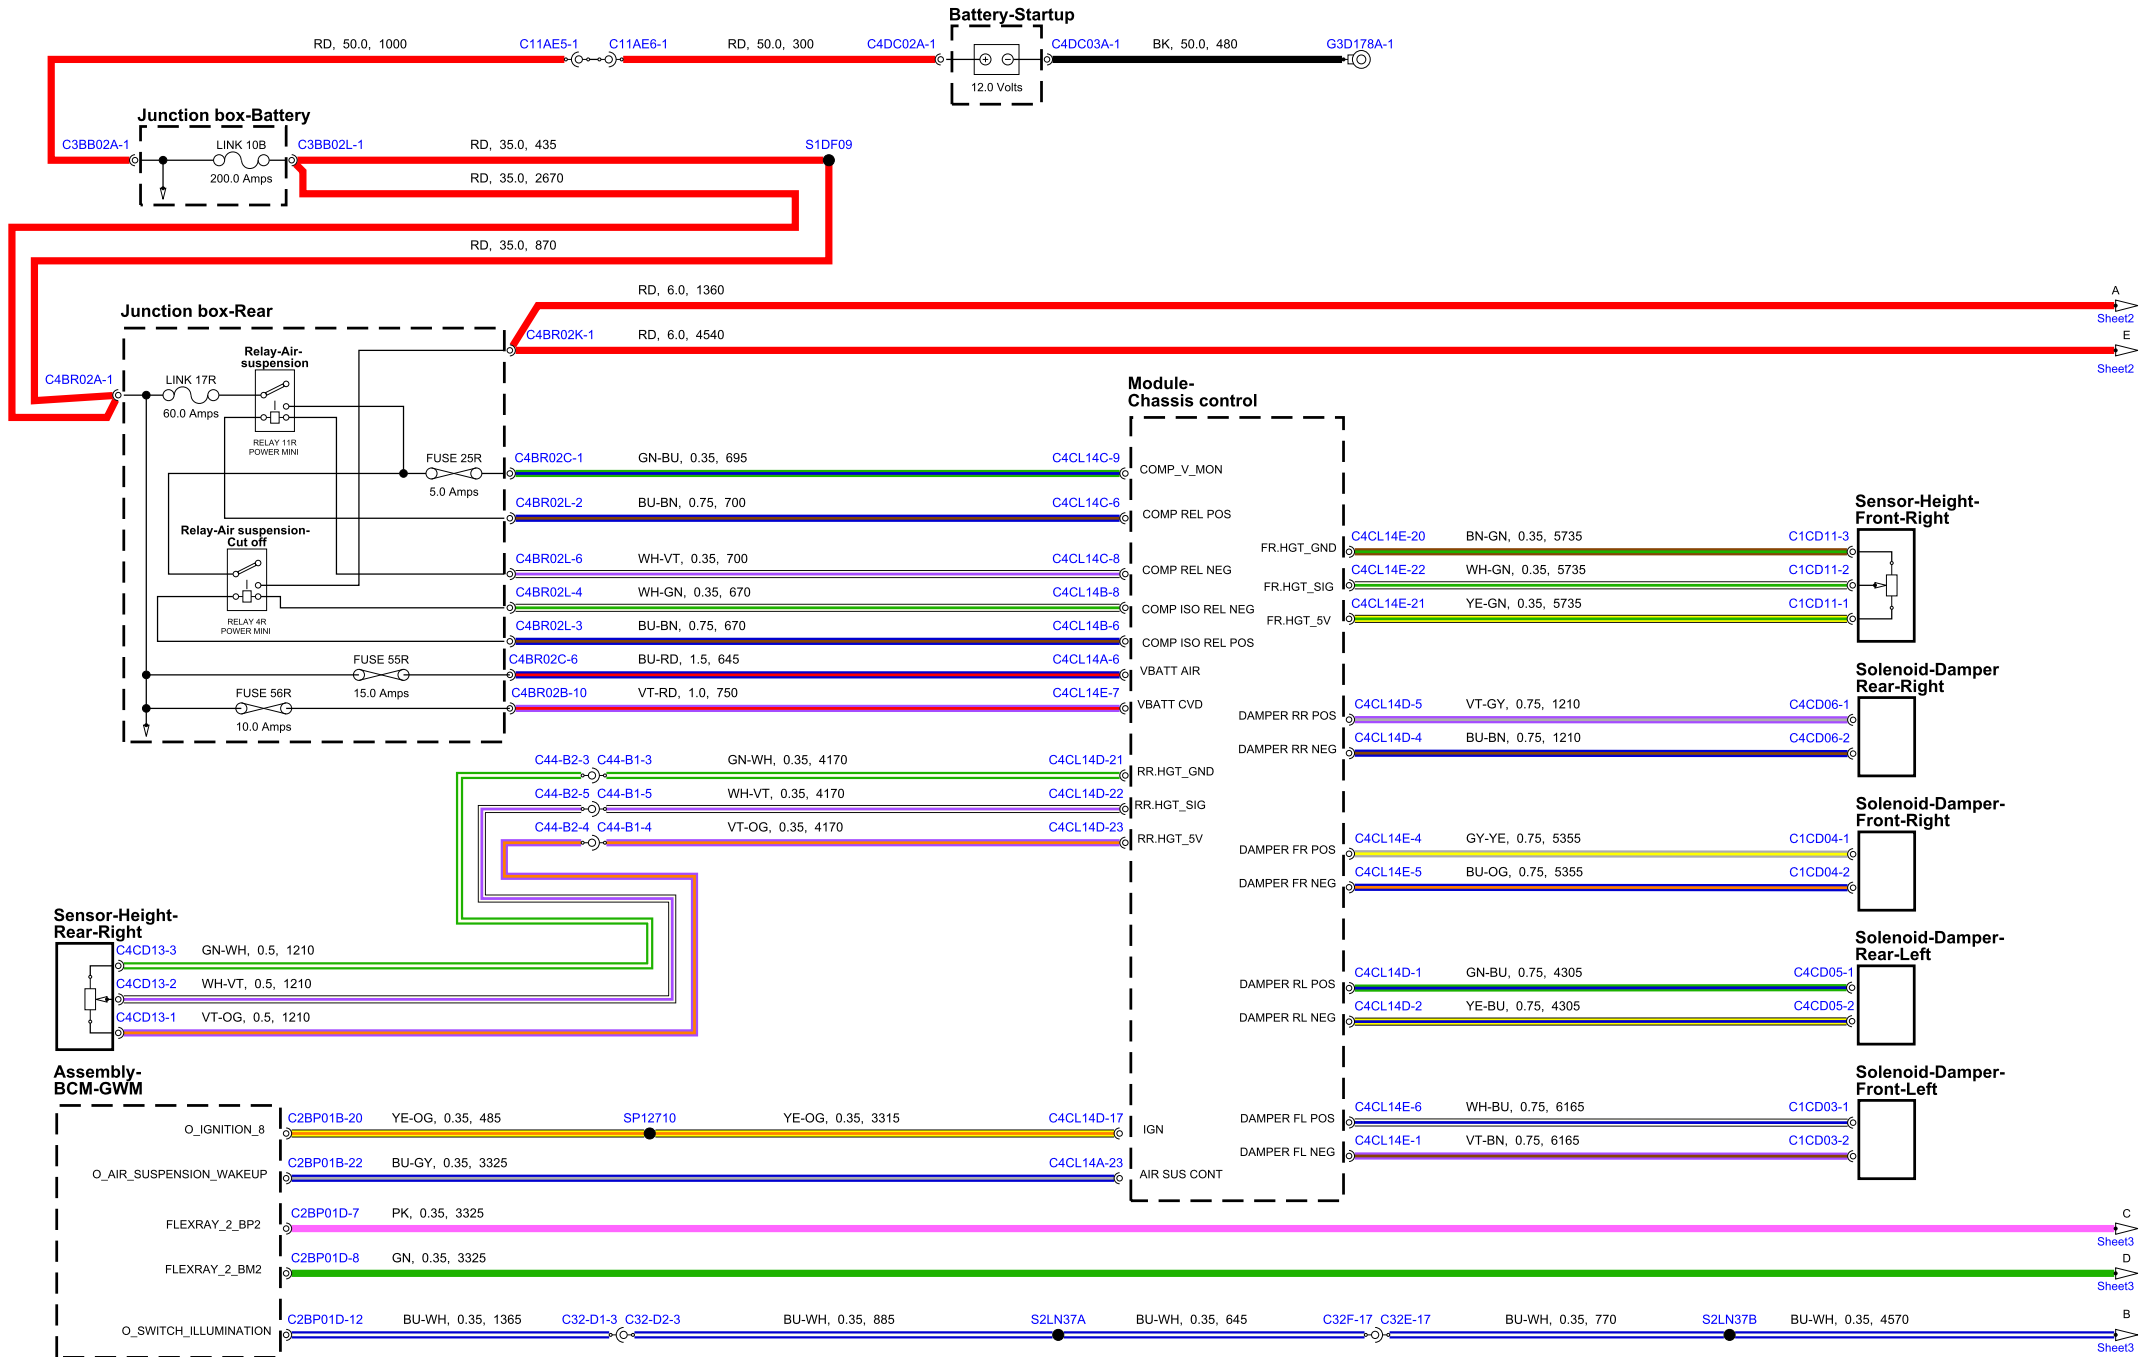 Battery-Startup
RD, 50.0, 1000
C11AE5-1
C11AE6-1
RD, 50.0, 300
C4DC02A-1
C4DC03A-1
BK, 50.0, 480
G3D178A-1
12.0 Volts
Junction box-Battery
C3BB02A-1
LINK 10B
200.0 Amps
C3BB02L-1
RD, 35.0, 435
S1DF09
RD, 35.0, 2670
RD, 35.0, 870
RD, 6.0, 1360
A
Sheet2
Junction box-Rear
C4BR02K-1
RD, 6.0, 4540
E
Sheet2
Relay-Air-
suspension
C4BR02A-1
LINK 17R
60.0 Amps
RELAY 11R
POWER MINI
FUSE 25R
5.0 Amps
Relay-Air suspension-
Cut off
RELAY 4R
POWER MINI
FUSE 55R
15.0 Amps
FUSE 56R
10.0 Amps
Module-
Chassis control
C4BR02C-1
GN-BU, 0.35, 695
C4CL14C-9
COMP_V_MON
C4BR02L-2
BU-BN, 0.75, 700
C4CL14C-6
COMP REL POS
C4BR02L-6
WH-VT, 0.35, 700
C4CL14C-8
COMP REL NEG
C4BR02L-4
WH-GN, 0.35, 670
C4CL14B-8
COMP ISO REL NEG
C4BR02L-3
BU-BN, 0.75, 670
C4CL14B-6
COMP ISO REL POS
C4BR02C-6
BU-RD, 1.5, 645
C4CL14A-6
VBATT AIR
C4BR02B-10
VT-RD, 1.0, 750
C4CL14E-7
VBATT CVD
C44-B2-3
C44-B1-3
GN-WH, 0.35, 4170
C4CL14D-21
RR.HGT_GND
C44-B2-5
C44-B1-5
WH-VT, 0.35, 4170
C4CL14D-22
RR.HGT_SIG
C44-B2-4
C44-B1-4
VT-OG, 0.35, 4170
C4CL14D-23
RR.HGT_5V
Sensor-Height-
Front-Right
FR.HGT_GND
C4CL14E-20
BN-GN, 0.35, 5735
C1CD11-3
FR.HGT_SIG
C4CL14E-22
WH-GN, 0.35, 5735
C1CD11-2
FR.HGT_5V
C4CL14E-21
YE-GN, 0.35, 5735
C1CD11-1
Solenoid-Damper
Rear-Right
DAMPER RR POS
C4CL14D-5
VT-GY, 0.75, 1210
C4CD06-1
DAMPER RR NEG
C4CL14D-4
BU-BN, 0.75, 1210
C4CD06-2
Solenoid-Damper-
Front-Right
DAMPER FR POS
C4CL14E-4
GY-YE, 0.75, 5355
C1CD04-1
DAMPER FR NEG
C4CL14E-5
BU-OG, 0.75, 5355
C1CD04-2
Solenoid-Damper-
Rear-Left
DAMPER RL POS
C4CL14D-1
GN-BU, 0.75, 4305
C4CD05-1
DAMPER RL NEG
C4CL14D-2
YE-BU, 0.75, 4305
C4CD05-2
Solenoid-Damper-
Front-Left
DAMPER FL POS
C4CL14E-6
WH-BU, 0.75, 6165
C1CD03-1
DAMPER FL NEG
C4CL14E-1
VT-BN, 0.75, 6165
C1CD03-2
Sensor-Height-
Rear-Right
C4CD13-3
GN-WH, 0.5, 1210
C4CD13-2
WH-VT, 0.5, 1210
C4CD13-1
VT-OG, 0.5, 1210
Assembly-
BCM-GWM
O_IGNITION_8
C2BP01B-20
YE-OG, 0.35, 485
SP12710
YE-OG, 0.35, 3315
C4CL14D-17
IGN
O_AIR_SUSPENSION_WAKEUP
C2BP01B-22
BU-GY, 0.35, 3325
C4CL14A-23
AIR SUS CONT
FLEXRAY_2_BP2
C2BP01D-7
PK, 0.35, 3325
C
Sheet3
FLEXRAY_2_BM2
C2BP01D-8
GN, 0.35, 3325
D
Sheet3
O_SWITCH_ILLUMINATION
C2BP01D-12
BU-WH, 0.35, 1365
C32-D1-3
C32-D2-3
BU-WH, 0.35, 885
S2LN37A
BU-WH, 0.35, 645
C32F-17
C32E-17
BU-WH, 0.35, 770
S2LN37B
BU-WH, 0.35, 4570
B
Sheet3